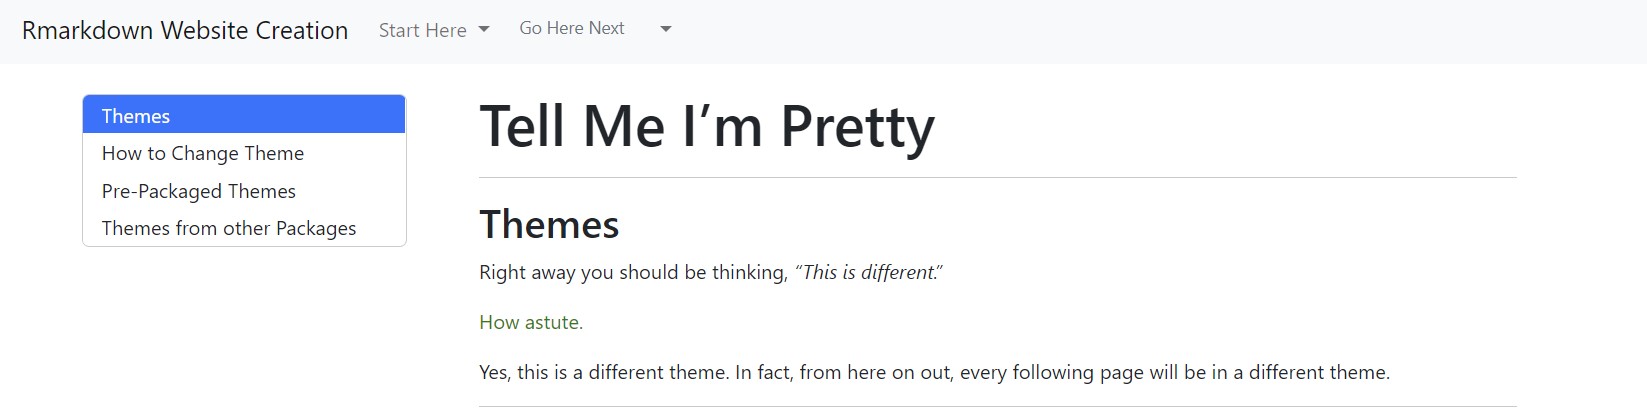 Rmarkdown Website Creation Start Here Go Here Next
Themes
How to Change Theme
Pre-Packaged Themes
Themes from other Packages
Tell Me I’m Pretty
Themes
Right away you should be thinking, “This is different.”
How astute.
Yes, this is a different theme. In fact, from here on out, every following page will be in a different theme.